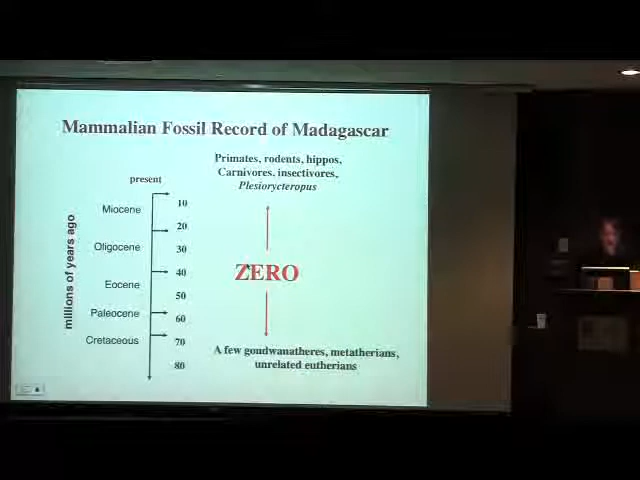 Mammalian Fossil Record of Madagascar
Primates, rodents, hippos,
Carnivores, insectivores,
Plesiorycteropus
present
Miocene
Oligocene
Eocene
Paleocene
Cretaceous
millions of years ago
10
20
30
40
50
60
70
80
ZERO
A few gondwanatheres, metatherians,
unrelated eutherians